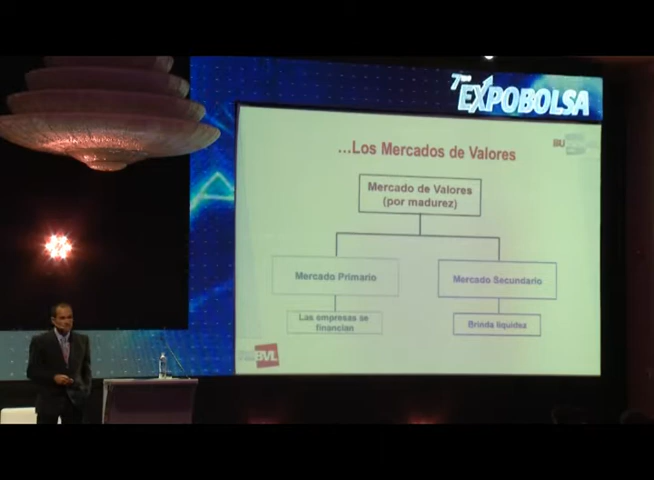 7ma EXPOBOLSA
...Los Mercados de Valores
Mercado de Valores
(por madurez)
Mercado Primario
Mercado Secundario
Las empresas se
financian
Brinda liquidez
BVL